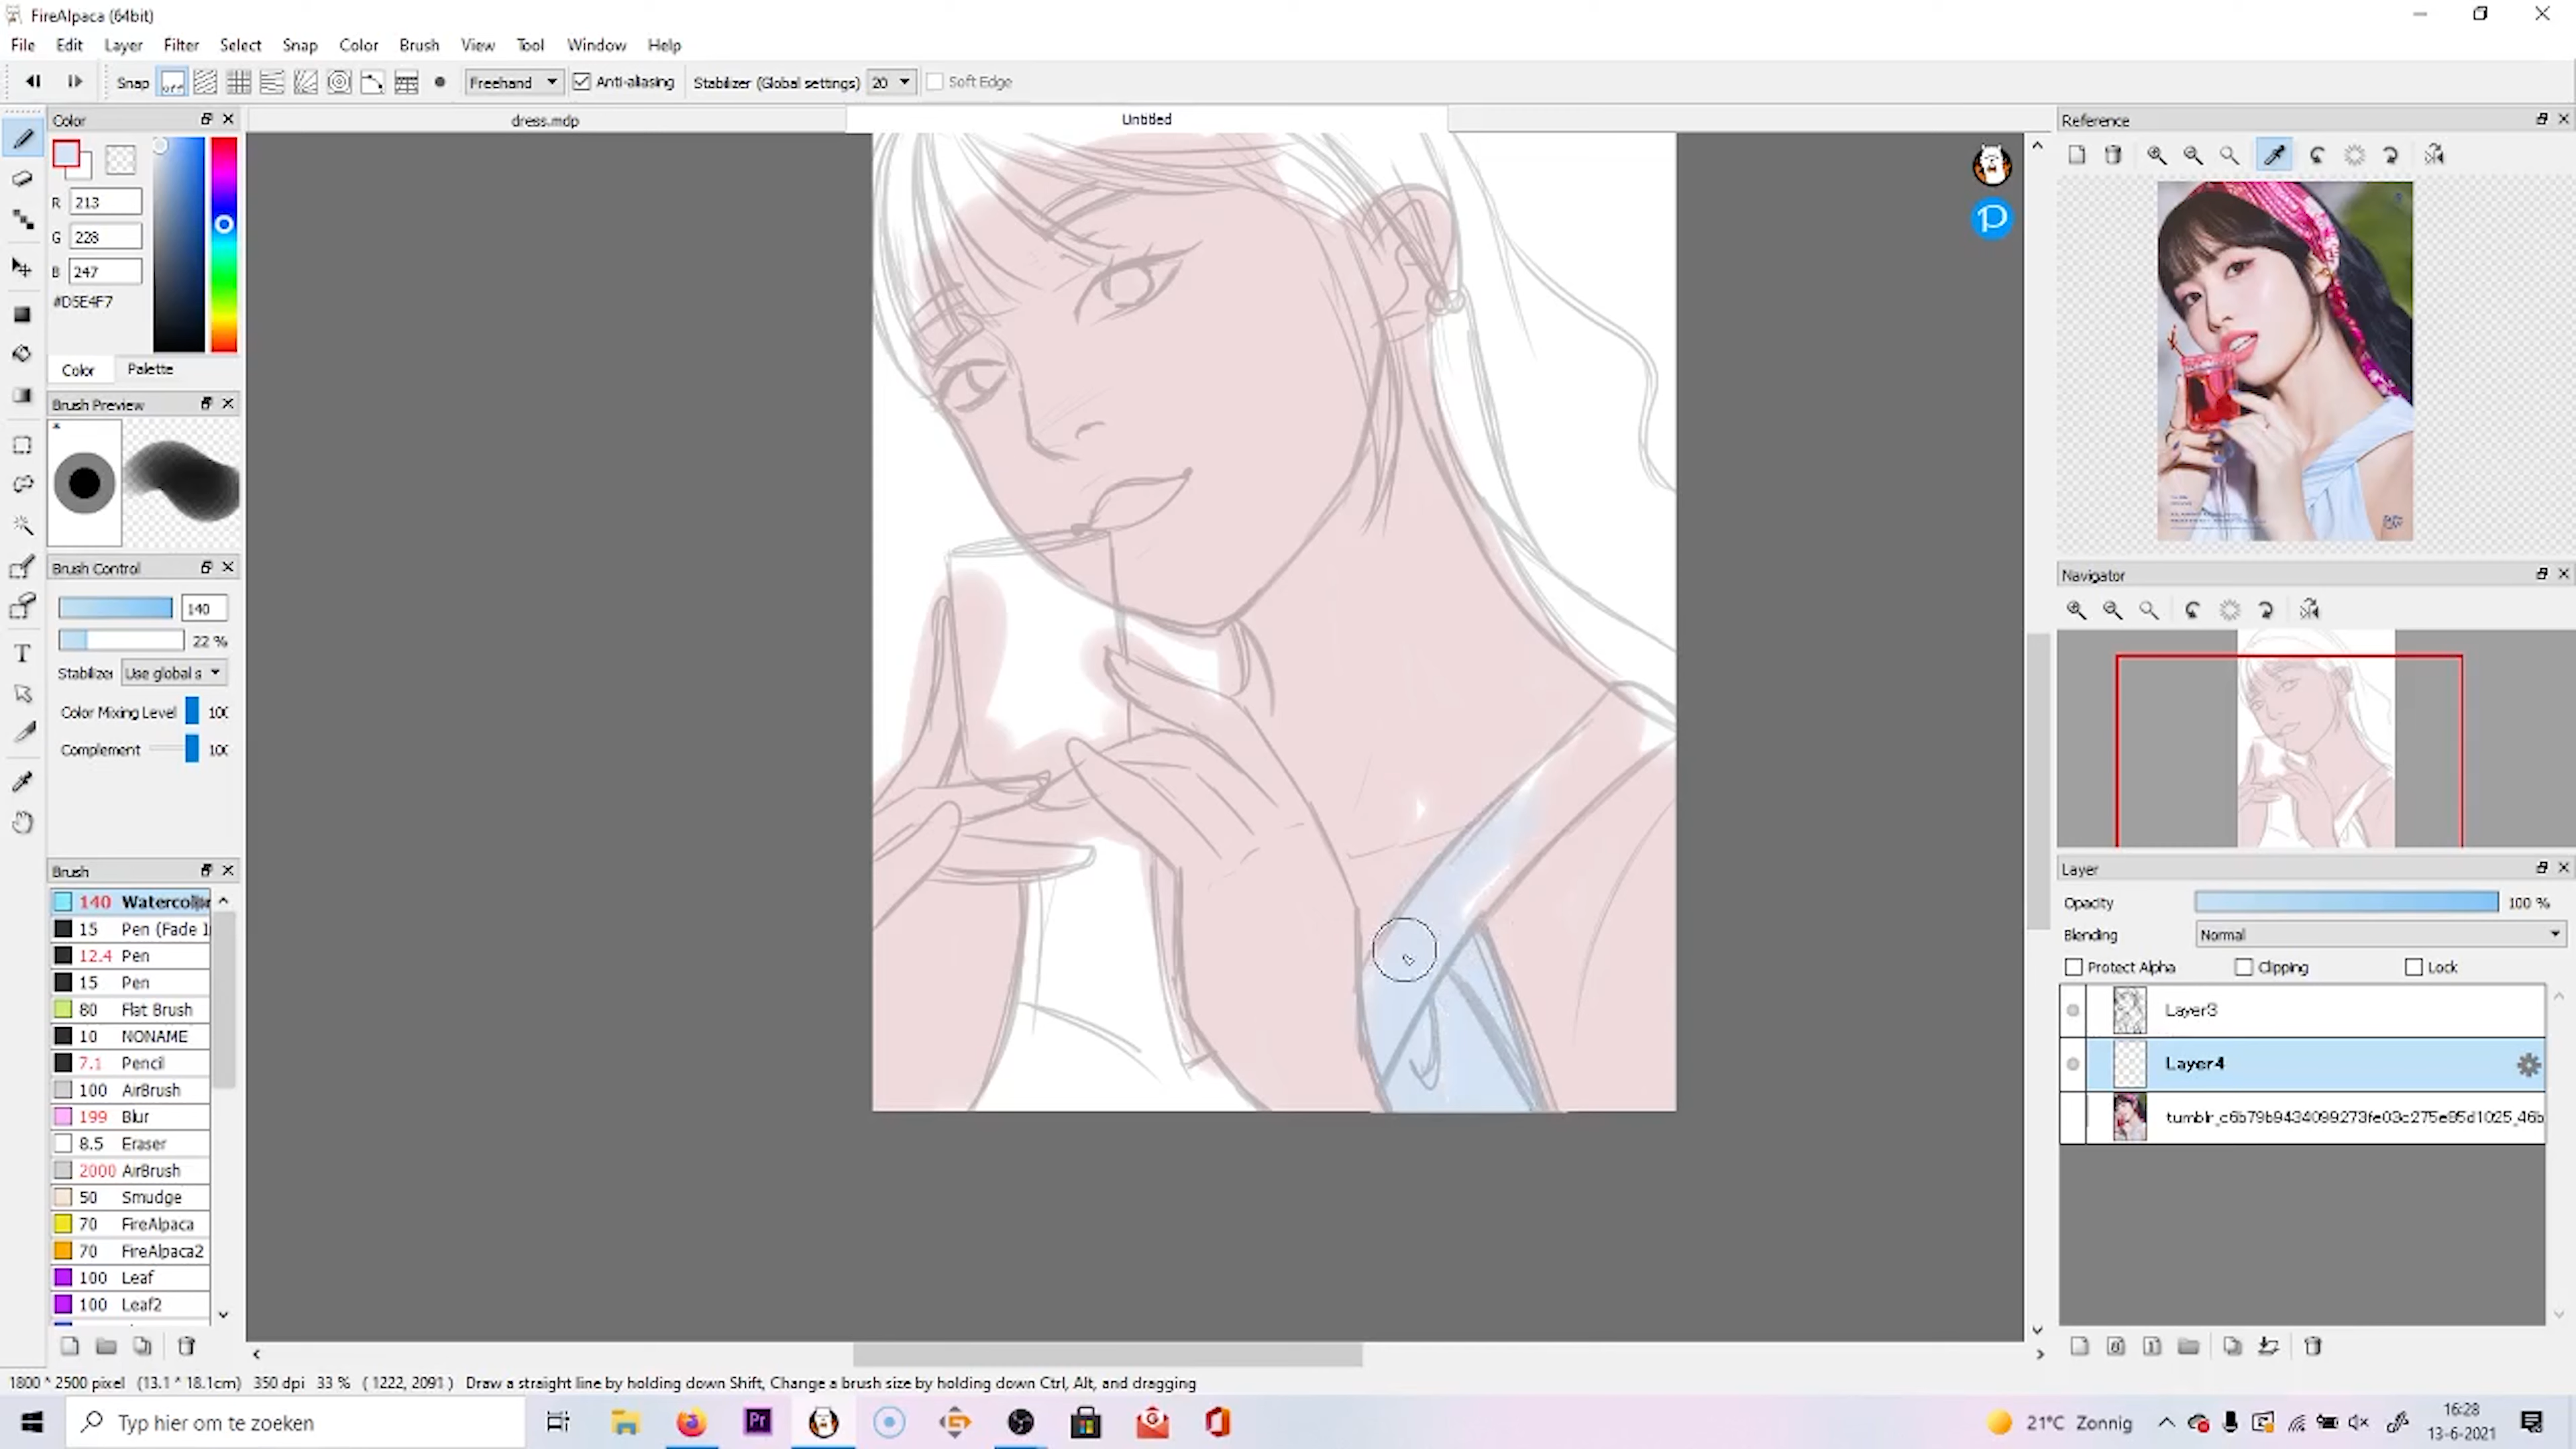 FireAlpaca (64bit)
File Edit Layer Filter Select Snap Color Brush View Tool Window Help
Snap off Freehand Anti-aliasing Stabilizer (Global settings) 20 Soft Edge
Color
dress.mdp
Untitled
Reference
R 213
G 228
B 247
#D5E4F7
Color Palette
Brush Preview
Brush Control
140
22 %
Stabilizer Use global s
Color Mixing Level 100
Complement 100
Navigator
Brush
140 Watercolor
15 Pen (Fade I
12.4 Pen
15 Pen
80 Flat Brush
10 NONAME
7.1 Pencil
100 AirBrush
199 Blur
8.5 Eraser
2000 AirBrush
50 Smudge
70 FireAlpaca
70 FireAlpaca2
100 Leaf
100 Leaf2
Layer
Opacity 100 %
Blending Normal
Protect Alpha Clipping Lock
Layer3
Layer4
tumblr_c6b79b9434099273fe03c275e85d1025_46b
1800 * 2500 pixel (13.1 * 18.1cm) 350 dpi 33 % ( 1222, 2091 ) Draw a straight line by holding down Shift, Change a brush size by holding down Ctrl, Alt, and dragging
Typ hier om te zoeken
Pr
21°C Zonnig
16:28
13-6-2021